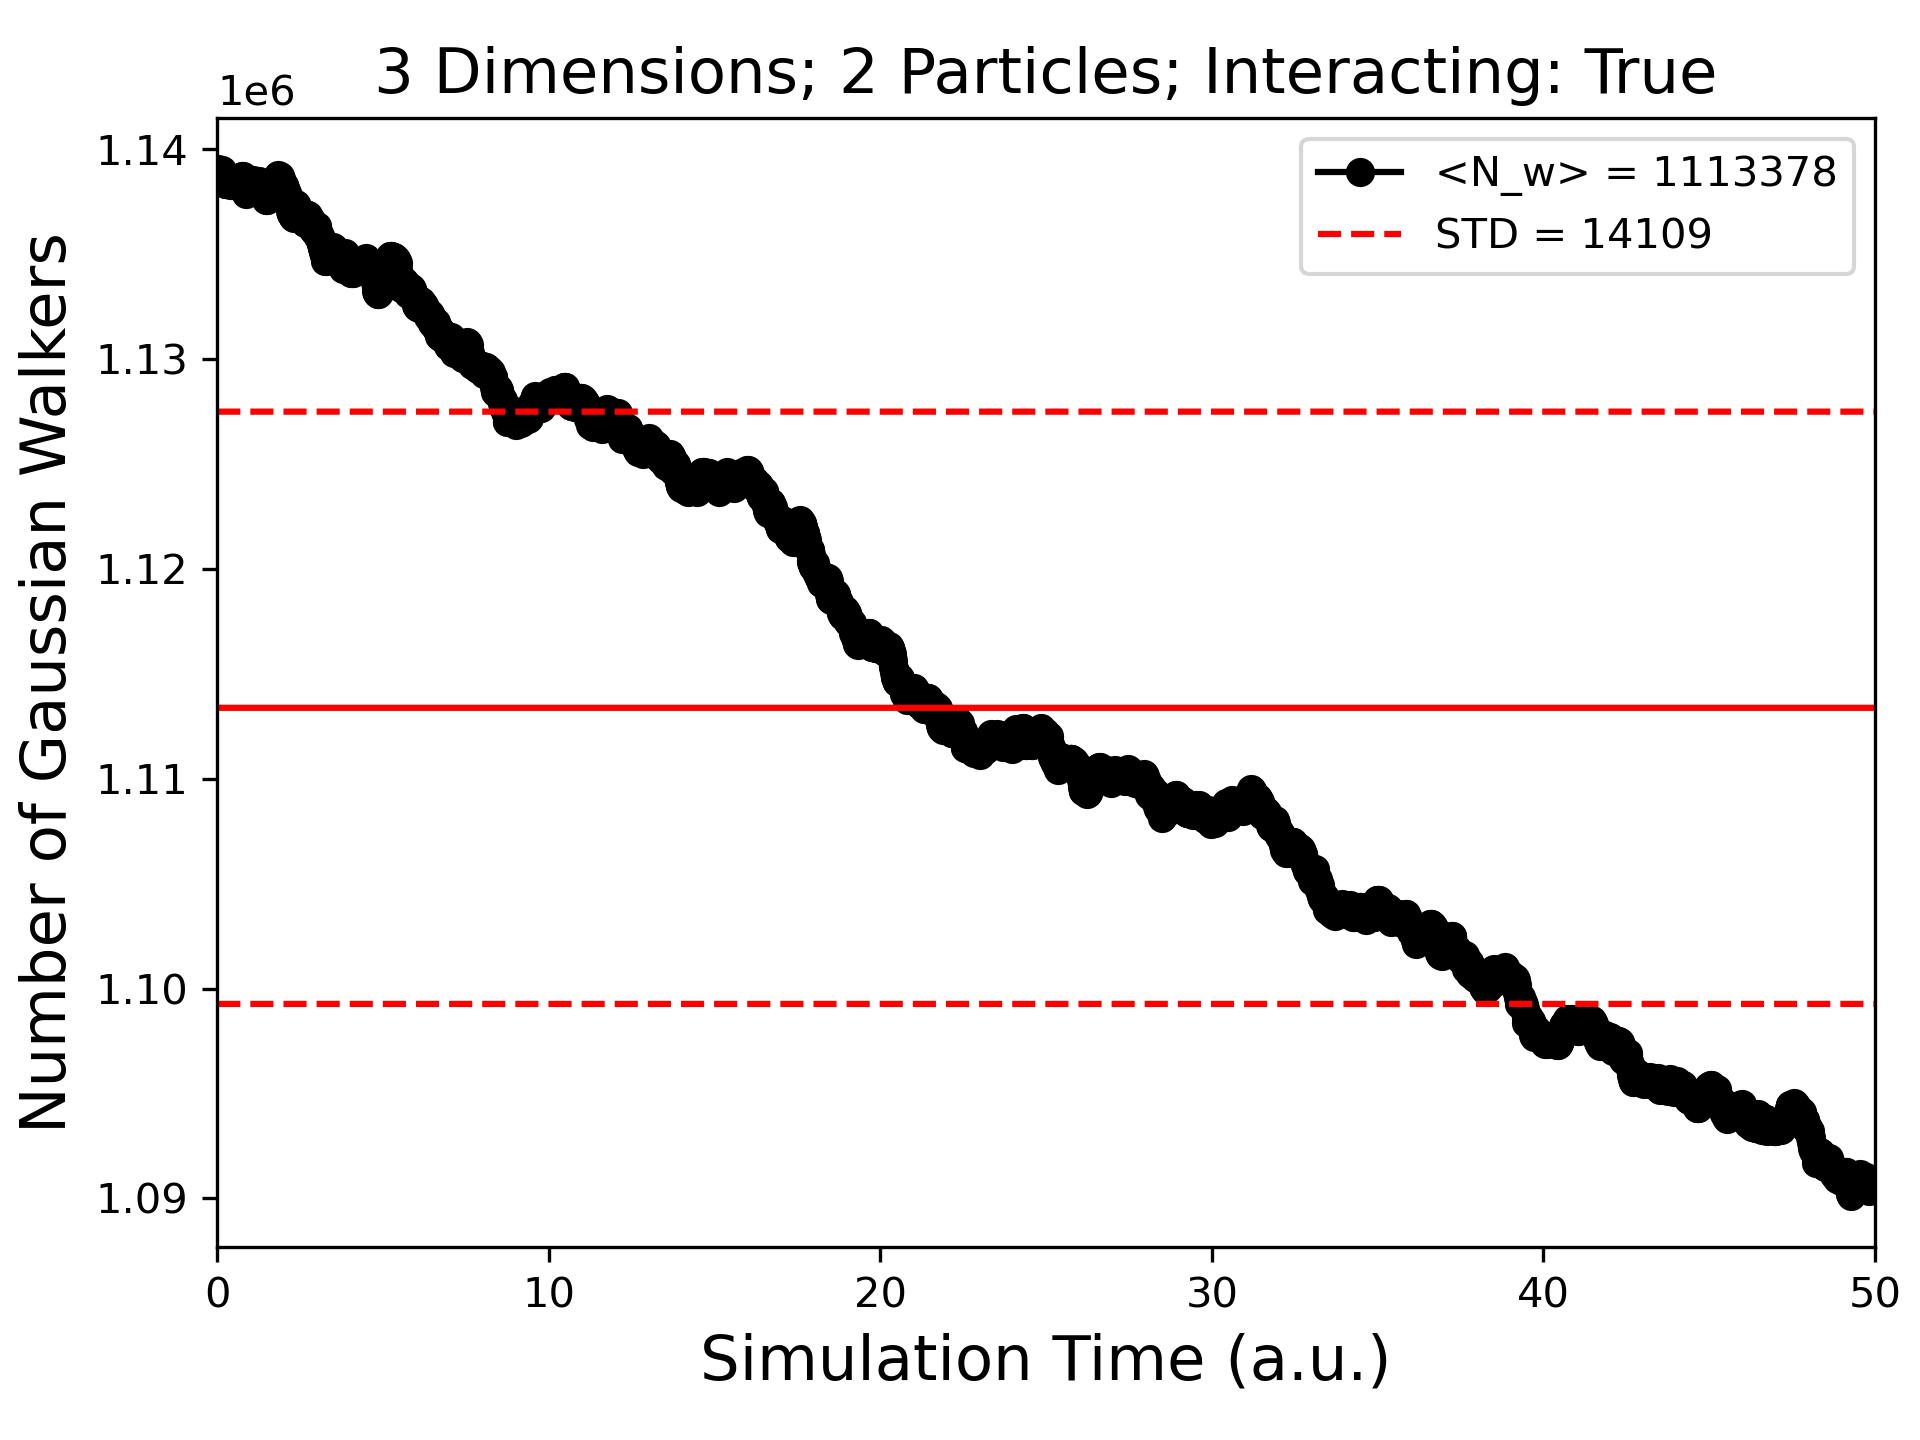 3 Dimensions; 2 Particles; Interacting: True
1e6
<N_w> = 1113378
STD = 14109
Number of Gaussian Walkers
1.14
1.13
1.12
1.11
1.10
1.09
0 10 20 30 40 50
Simulation Time (a.u.)